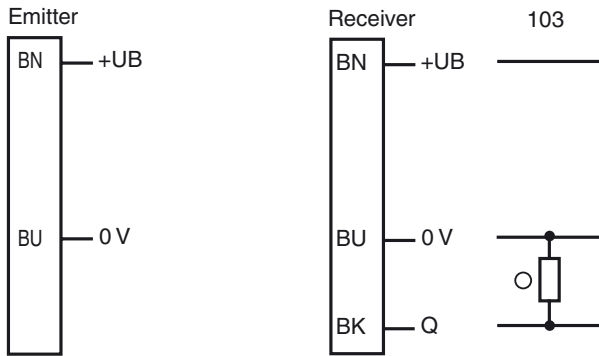 Emitter
BN +UB
BU 0 V
Receiver 103
BN +UB
BU 0 V
BK Q